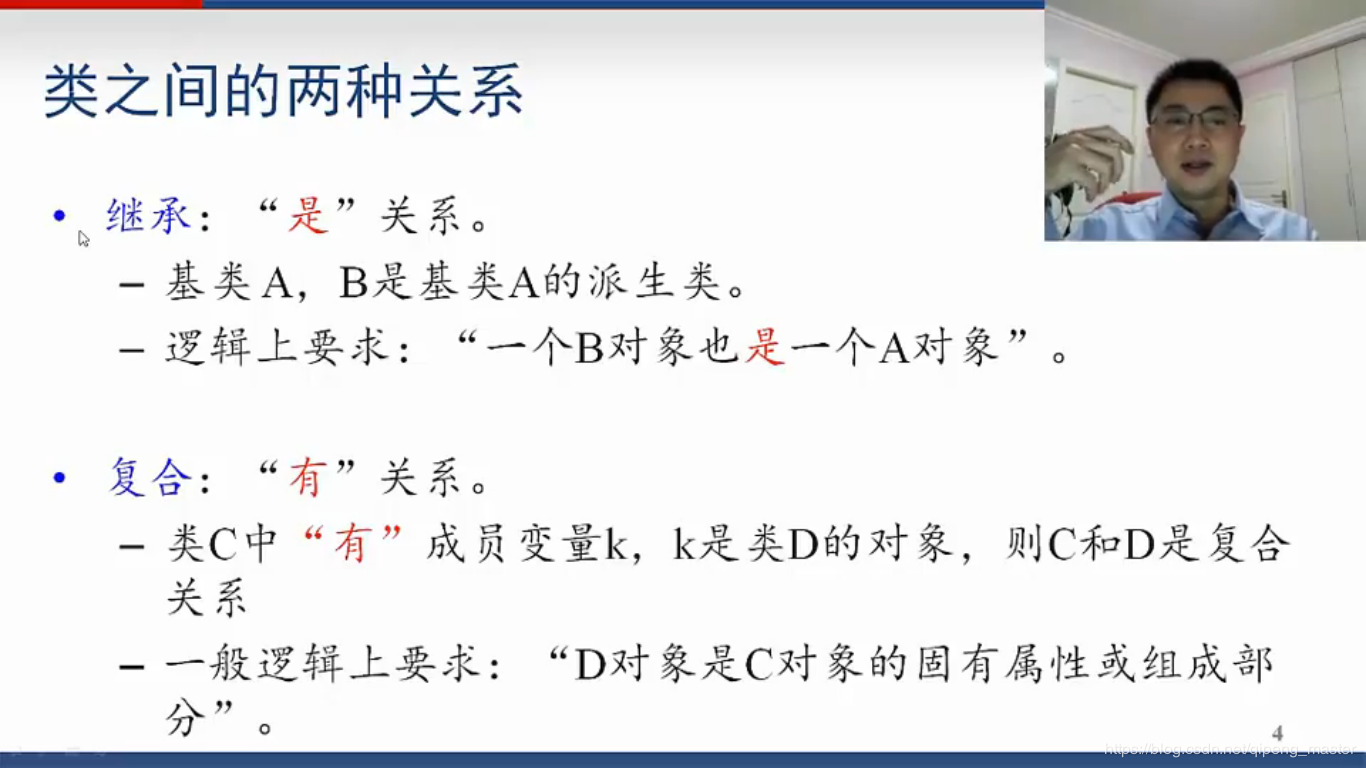 类之间的两种关系
• 继承：“是”关系。
– 基类A，B是基类A的派生类。
– 逻辑上要求：“一个B对象也是一个A对象”。
• 复合：“有”关系。
– 类C中“有”成员变量k，k是类D的对象，则C和D是复合
关系
– 一般逻辑上要求：“D对象是C对象的固有属性或组成部
分”。
4
https://blog.csdn.net/qipeng_master